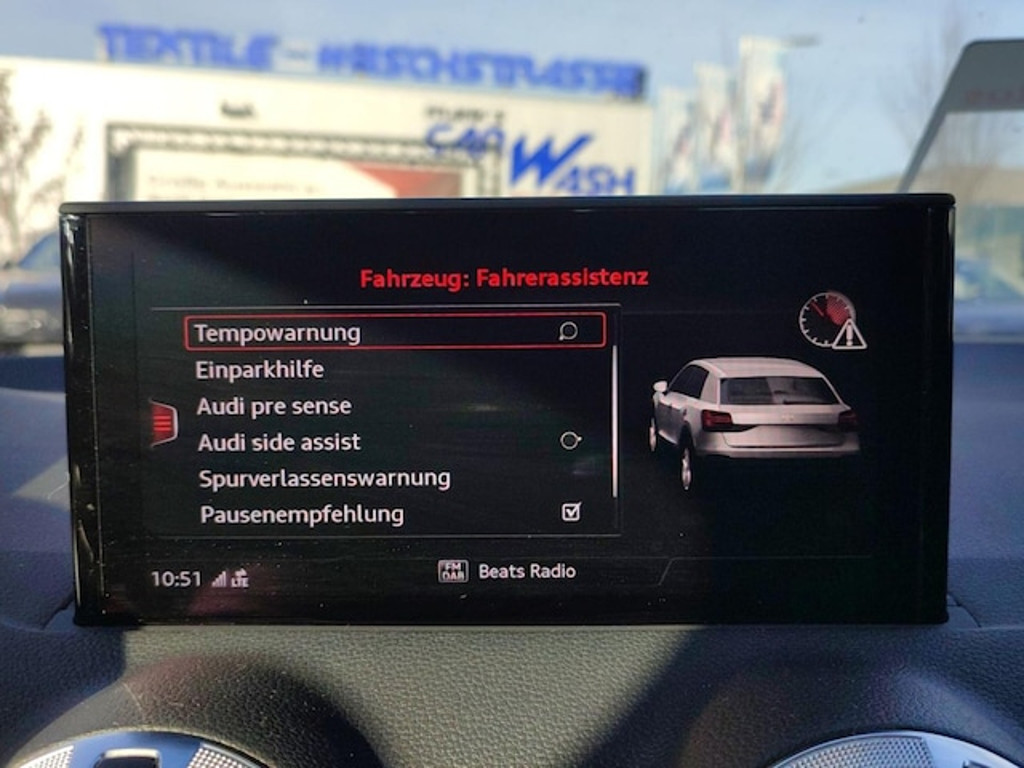 TEXTILE - WASCHSTRASSE
CAR WASH
Fahrzeug: Fahrerassistenz
Tempowarnung
Einparkhilfe
Audi pre sense
Audi side assist
Spurverlassenswarnung
Pausenempfehlung
10:51 LTE
FM DAB Beats Radio